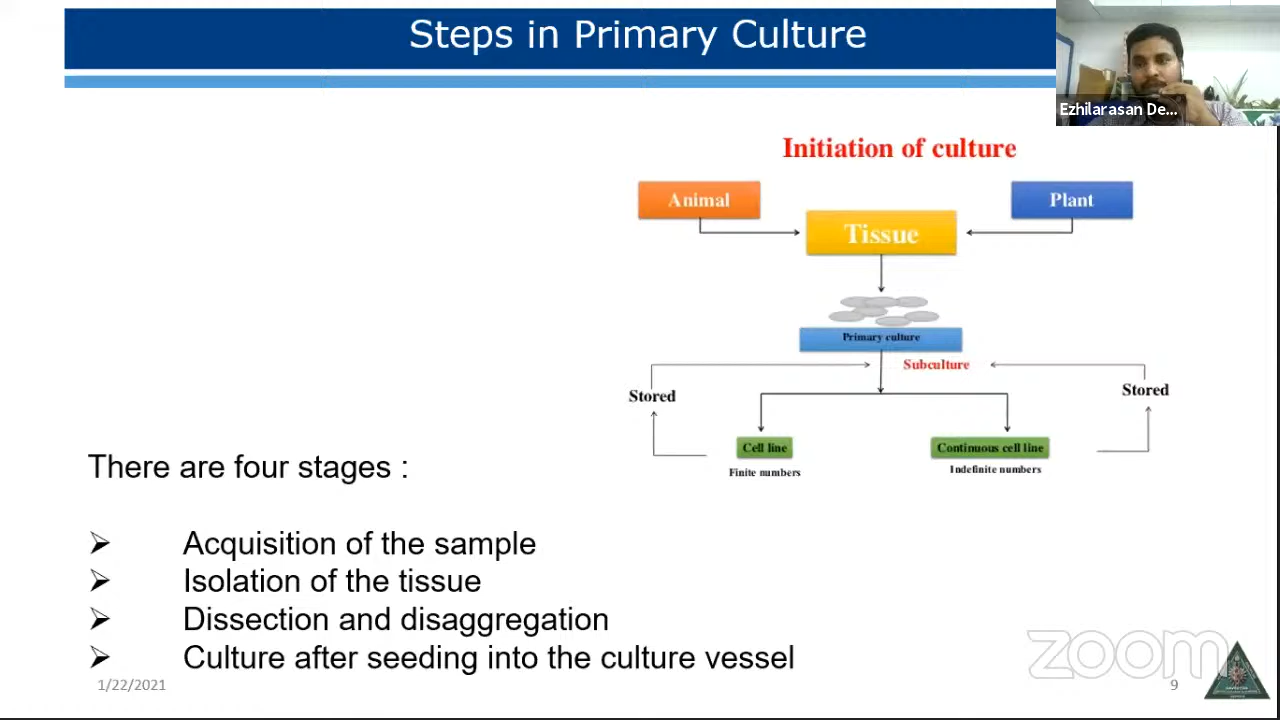 Steps in Primary Culture
Ezhilarasan De...
Initiation of culture
Animal
Plant
Tissue
Primary culture
Subculture
Stored
Stored
Cell line
Continuous cell line
Finite numbers
Indefinite numbers
There are four stages :
➢ Acquisition of the sample
➢ Isolation of the tissue
➢ Dissection and disaggregation
➢ Culture after seeding into the culture vessel
1/22/2021
9
zoom